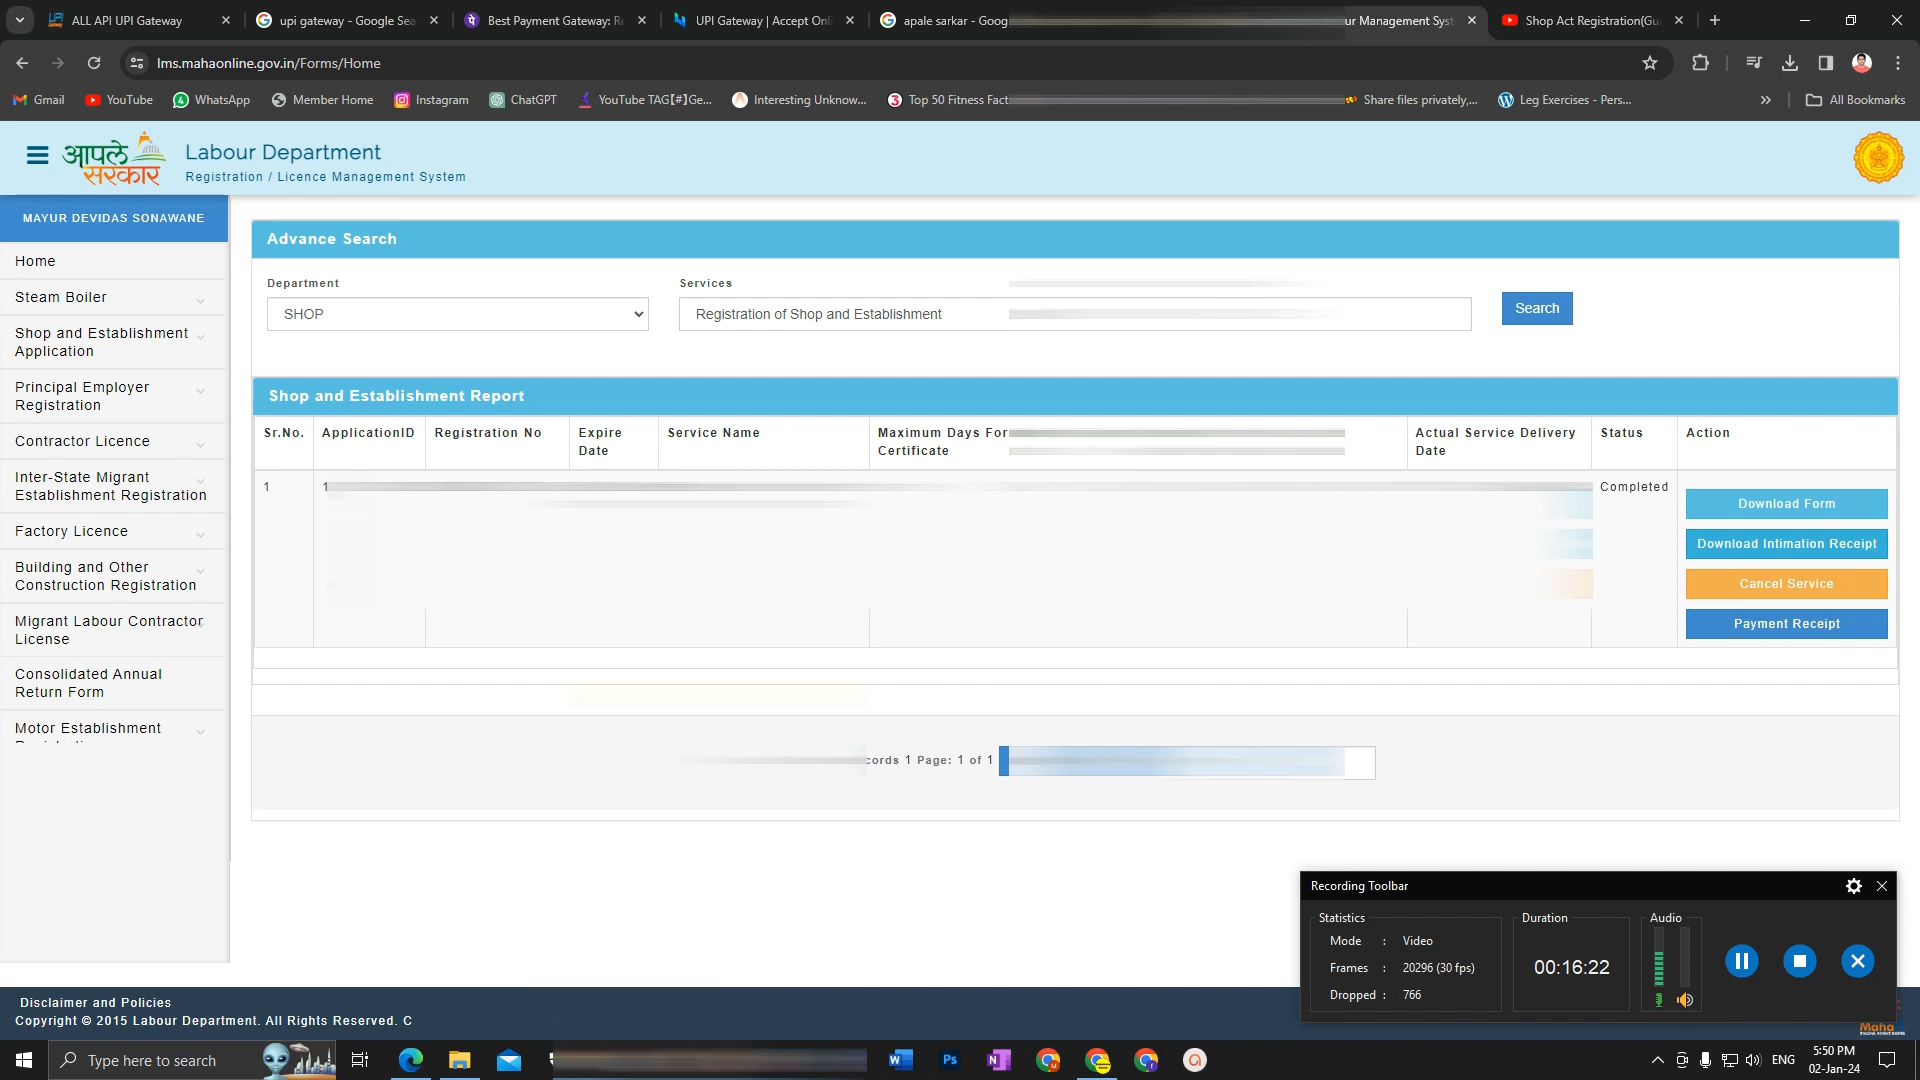 ALL API UPI Gateway
upi gateway - Google Sea
Best Payment Gateway: Re
UPI Gateway | Accept Onli
apale sarkar - Goog
ur Management Syst
Shop Act Registration(Gu
lms.mahaonline.gov.in/Forms/Home
Gmail
YouTube
WhatsApp
Member Home
Instagram
ChatGPT
YouTube TAG【#】Ge...
Interesting Unknow...
Top 50 Fitness Fact
Share files privately,...
Leg Exercises - Pers...
All Bookmarks
आपले
सरकार
Labour Department
Registration / Licence Management System
MAYUR DEVIDAS SONAWANE
Home
Steam Boiler
Shop and Establishment
Application
Principal Employer
Registration
Contractor Licence
Inter-State Migrant
Establishment Registration
Factory Licence
Building and Other
Construction Registration
Migrant Labour Contractor
License
Consolidated Annual
Return Form
Motor Establishment
Advance Search
Department
Services
SHOP
Registration of Shop and Establishment
Search
Shop and Establishment Report
Sr.No.
ApplicationID
Registration No
Expire
Date
Service Name
Maximum Days For
Certificate
Actual Service Delivery
Date
Status
Action
1
1
Completed
Download Form
Download Intimation Receipt
Cancel Service
Payment Receipt
cords 1 Page: 1 of 1
Recording Toolbar
Statistics
Mode : Video
Frames : 20296 (30 fps)
Dropped : 766
Duration
00:16:22
Audio
Disclaimer and Policies
Copyright © 2015 Labour Department. All Rights Reserved. C
Maha
Type here to search
ENG
5:50 PM
02-Jan-24